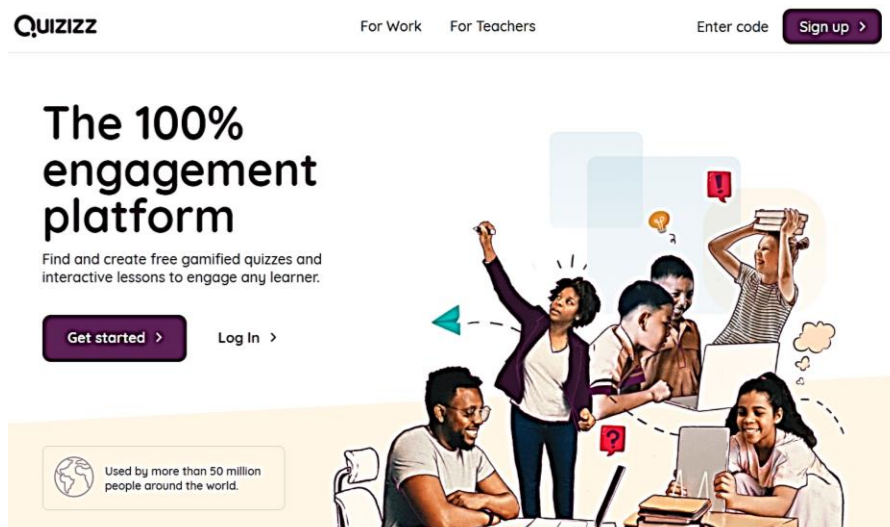 Quizizz
For Work
For Teachers
Enter code
Sign up
The 100%
engagement
platform
Find and create free gamified quizzes and
interactive lessons to engage any learner.
Get started
Log In
!
?
Used by more than 50 million
people around the world.